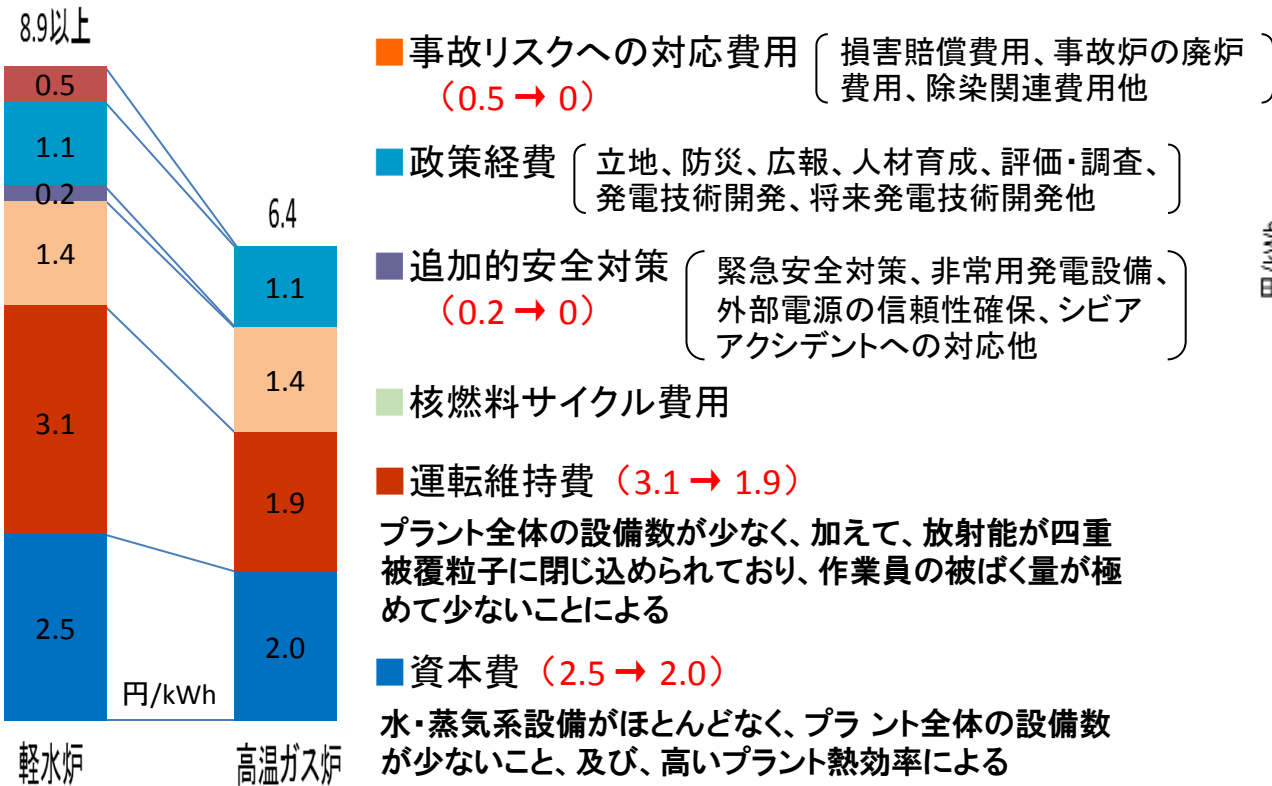 8.9以上
0.5
1.1
0.2
1.4
3.1
2.5
軽水炉
円/kWh
6.4
1.1
1.4
1.9
2.0
高温ガス炉
■事故リスクへの対応費用
（0.5 ➞ 0）
損害賠償費用、事故炉の廃炉
費用、除染関連費用他
■政策経費
立地、防災、広報、人材育成、評価・調査、
発電技術開発、将来発電技術開発他
■追加的安全対策
（0.2 ➞ 0）
緊急安全対策、非常用発電設備、
外部電源の信頼性確保、シビア
アクシデントへの対応他
■核燃料サイクル費用
■運転維持費（3.1 ➞ 1.9）
プラント全体の設備数が少なく、加えて、放射能が四重
被覆粒子に閉じ込められており、作業員の被ばく量が極
めて少ないことによる
■資本費（2.5 ➞ 2.0）
水・蒸気系設備がほとんどなく、プラ ント全体の設備数
が少ないこと、及び、高いプラント熱効率による